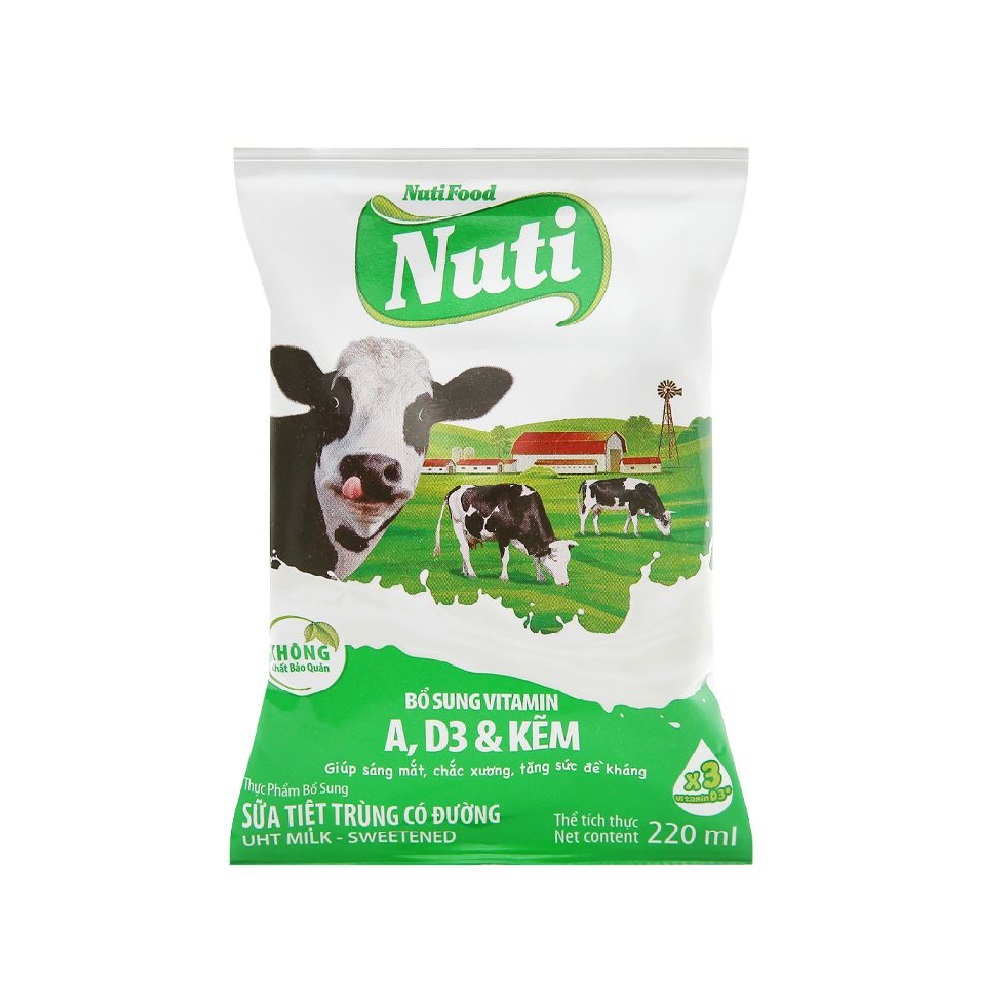 NutiFood
Nuti
KHÔNG
Chất Bảo Quản
BỔ SUNG VITAMIN
A, D3 & KẼM
Giúp sáng mắt, chắc xương, tăng sức đề kháng
x3
vitamin D3*
Thực Phẩm Bổ Sung
SỮA TIỆT TRÙNG CÓ ĐƯỜNG
UHT MILK - SWEETENED
Thể tích thực
Net content 220 ml